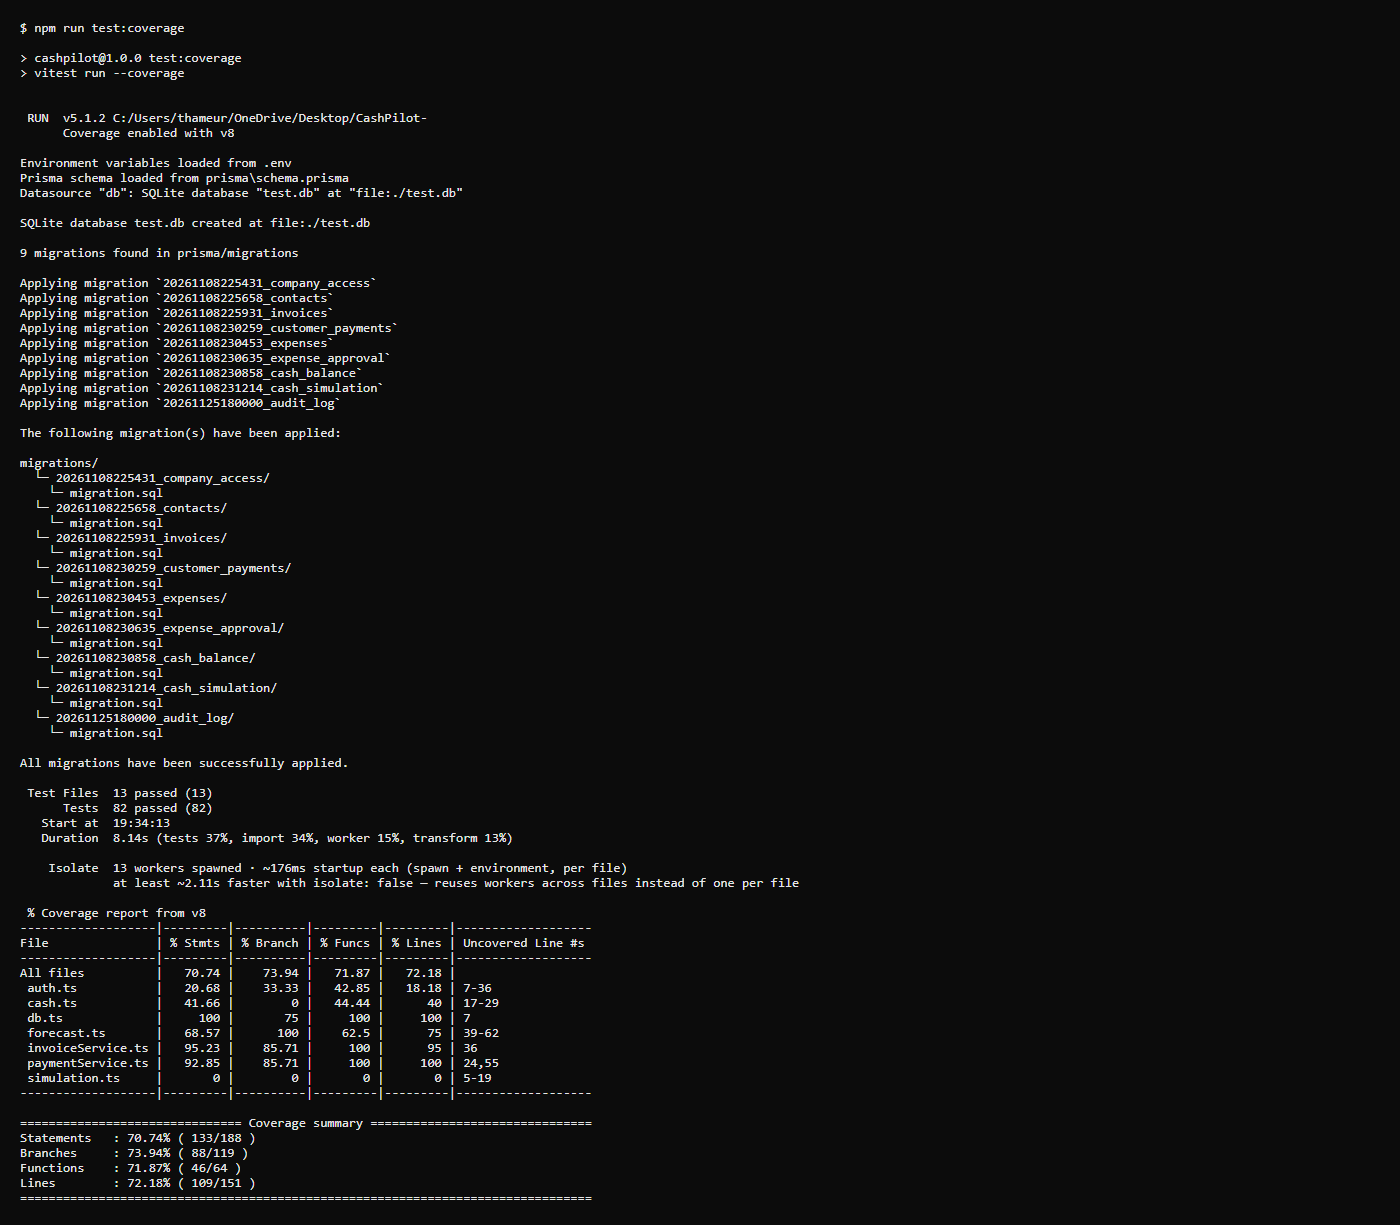 $ npm run test:coverage
> cashpilot@1.0.0 test:coverage
> vitest run --coverage
RUN  v5.1.2 C:/Users/thameur/OneDrive/Desktop/CashPilot-
Coverage enabled with v8
Environment variables loaded from .env
Prisma schema loaded from prisma\schema.prisma
Datasource "db": SQLite database "test.db" at "file:./test.db"
SQLite database test.db created at file:./test.db
9 migrations found in prisma/migrations
Applying migration `20261108225431_company_access`
Applying migration `20261108225658_contacts`
Applying migration `20261108225931_invoices`
Applying migration `20261108230259_customer_payments`
Applying migration `20261108230453_expenses`
Applying migration `20261108230635_expense_approval`
Applying migration `20261108230858_cash_balance`
Applying migration `20261108231214_cash_simulation`
Applying migration `20261125180000_audit_log`
The following migration(s) have been applied:
migrations/
  └─ 20261108225431_company_access/
    └─ migration.sql
  └─ 20261108225658_contacts/
    └─ migration.sql
  └─ 20261108225931_invoices/
    └─ migration.sql
  └─ 20261108230259_customer_payments/
    └─ migration.sql
  └─ 20261108230453_expenses/
    └─ migration.sql
  └─ 20261108230635_expense_approval/
    └─ migration.sql
  └─ 20261108230858_cash_balance/
    └─ migration.sql
  └─ 20261108231214_cash_simulation/
    └─ migration.sql
  └─ 20261125180000_audit_log/
    └─ migration.sql
All migrations have been successfully applied.
 Test Files  13 passed (13)
      Tests  82 passed (82)
   Start at  19:34:13
   Duration  8.14s (tests 37%, import 34%, worker 15%, transform 13%)
    Isolate  13 workers spawned · ~176ms startup each (spawn + environment, per file)
             at least ~2.11s faster with isolate: false — reuses workers across files instead of one per file
 % Coverage report from v8
-------------------|---------|----------|---------|---------|-------------------
File               | % Stmts | % Branch | % Funcs | % Lines | Uncovered Line #s
-------------------|---------|----------|---------|---------|-------------------
All files          |   70.74 |    73.94 |   71.87 |   72.18 |
 auth.ts           |   20.68 |    33.33 |   42.85 |   18.18 | 7-36
 cash.ts           |   41.66 |        0 |   44.44 |      40 | 17-29
 db.ts             |     100 |       75 |     100 |     100 | 7
 forecast.ts       |   68.57 |      100 |    62.5 |      75 | 39-62
 invoiceService.ts |   95.23 |    85.71 |     100 |      95 | 36
 paymentService.ts |   92.85 |    85.71 |     100 |     100 | 24,55
 simulation.ts     |       0 |        0 |       0 |       0 | 5-19
-------------------|---------|----------|---------|---------|-------------------
=============================== Coverage summary ===============================
Statements   : 70.74% ( 133/188 )
Branches     : 73.94% ( 88/119 )
Functions    : 71.87% ( 46/64 )
Lines        : 72.18% ( 109/151 )
================================================================================